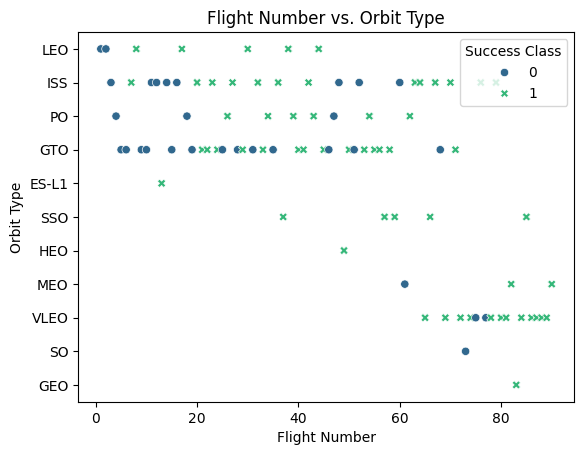 Flight Number vs. Orbit Type
Success Class
0
1
LEO
ISS
PO
GTO
ES-L1
SSO
HEO
MEO
VLEO
SO
GEO
Orbit Type
0 20 40 60 80
Flight Number